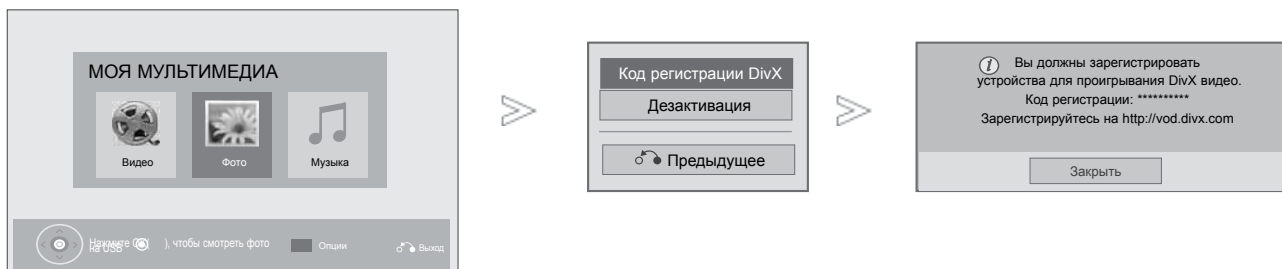 МОЯ МУЛЬТИМЕДИА
Видео
Фото
Музыка
), чтобы смотреть фото
на USB
Опции
Выход
Код регистрации DivX
Дезактивация
Предыдущее
Вы должны зарегистрировать
устройства для проигрывания DivX видео.
Код регистрации: **********
Зарегистрируйтесь на http://vod.divx.com
Закрыть